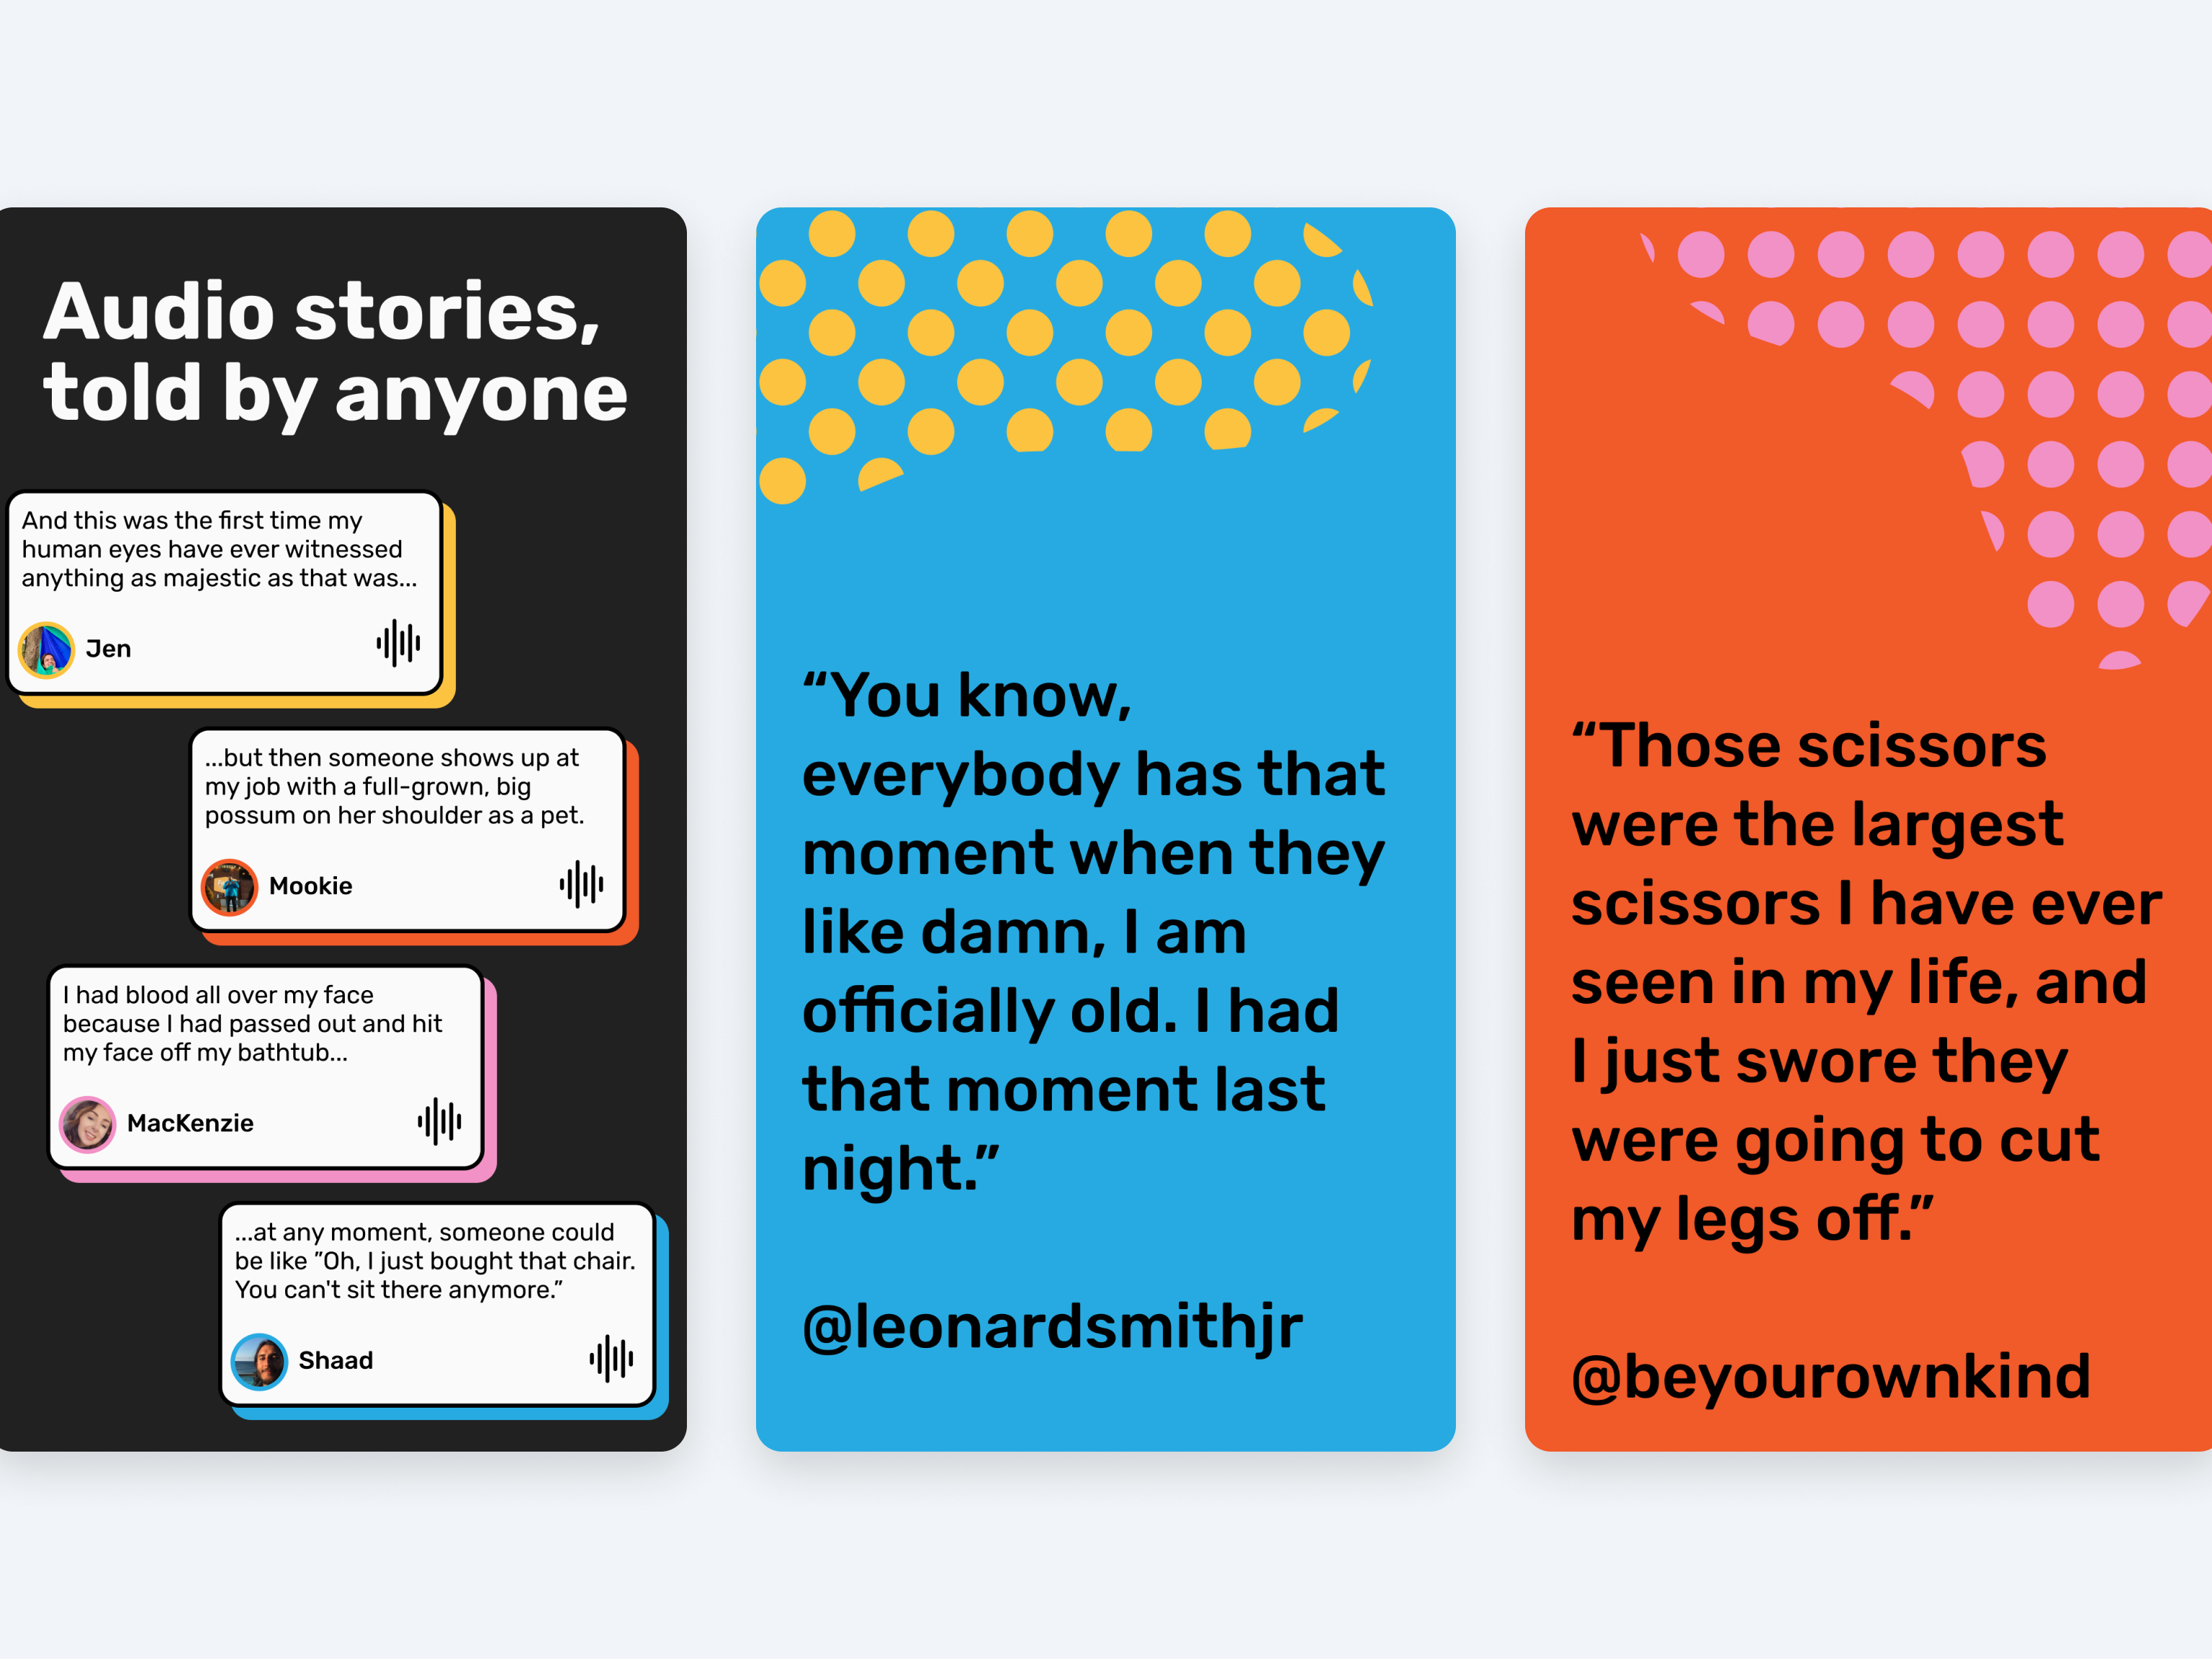 Audio stories,
told by anyone
And this was the first time my
human eyes have ever witnessed
anything as majestic as that was...
Jen
...but then someone shows up at
my job with a full-grown, big
possum on her shoulder as a pet.
Mookie
I had blood all over my face
because I had passed out and hit
my face off my bathtub...
MacKenzie
...at any moment, someone could
be like ”Oh, I just bought that chair.
You can't sit there anymore.”
Shaad
“You know,
everybody has that
moment when they
like damn, I am
officially old. I had
that moment last
night.”
@leonardsmithjr
“Those scissors
were the largest
scissors I have ever
seen in my life, and
I just swore they
were going to cut
my legs off.”
@beyourownkind